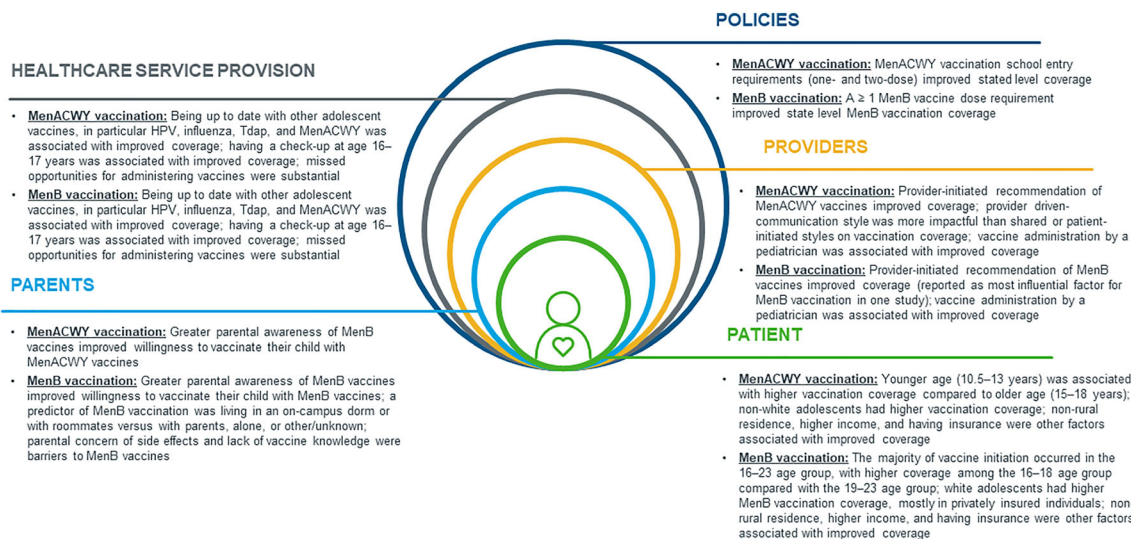 HEALTHCARE SERVICE PROVISION
• MenACWY vaccination: Being up to date with other adolescent
vaccines, in particular HPV, influenza, Tdap, and MenACWY was
associated with improved coverage; having a check-up at age 16–
17 years was associated with improved coverage; missed
opportunities for administering vaccines were substantial
• MenB vaccination: Being up to date with other adolescent
vaccines, in particular HPV, influenza, Tdap, and MenACWY was
associated with improved coverage; having a check-up at age 16–
17 years was associated with improved coverage; missed
opportunities for administering vaccines were substantial
PARENTS
• MenACWY vaccination: Greater parental awareness of MenB
vaccines improved willingness to vaccinate their child with
MenACWY vaccines
• MenB vaccination: Greater parental awareness of MenB vaccines
improved willingness to vaccinate their child with MenB vaccines; a
predictor of MenB vaccination was living in an on-campus dorm or
with roommates versus with parents, alone, or other/unknown;
parental concern of side effects and lack of vaccine knowledge were
barriers to MenB vaccines
POLICIES
• MenACWY vaccination: MenACWY vaccination school entry
requirements (one- and two-dose) improved stated level coverage
• MenB vaccination: A ≥ 1 MenB vaccine dose requirement
improved state level MenB vaccination coverage
PROVIDERS
• MenACWY vaccination: Provider-initiated recommendation of
MenACWY vaccines improved coverage; provider driven-
communication style was more impactful than shared or patient-
initiated styles on vaccination coverage; vaccine administration by a
pediatrician was associated with improved coverage
• MenB vaccination: Provider-initiated recommendation of MenB
vaccines improved coverage (reported as most influential factor for
MenB vaccination in one study); vaccine administration by a
pediatrician was associated with improved coverage
PATIENT
• MenACWY vaccination: Younger age (10.5–13 years) was associated
with higher vaccination coverage compared to older age (15–18 years);
non-white adolescents had higher vaccination coverage; non-rural
residence, higher income, and having insurance were other factors
associated with improved coverage
• MenB vaccination: The majority of vaccine initiation occurred in the
16–23 age group, with higher coverage among the 16–18 age group
compared with the 19–23 age group; white adolescents had higher
MenB vaccination coverage, mostly in privately insured individuals; non-
rural residence, higher income, and having insurance were other factors
associated with improved coverage